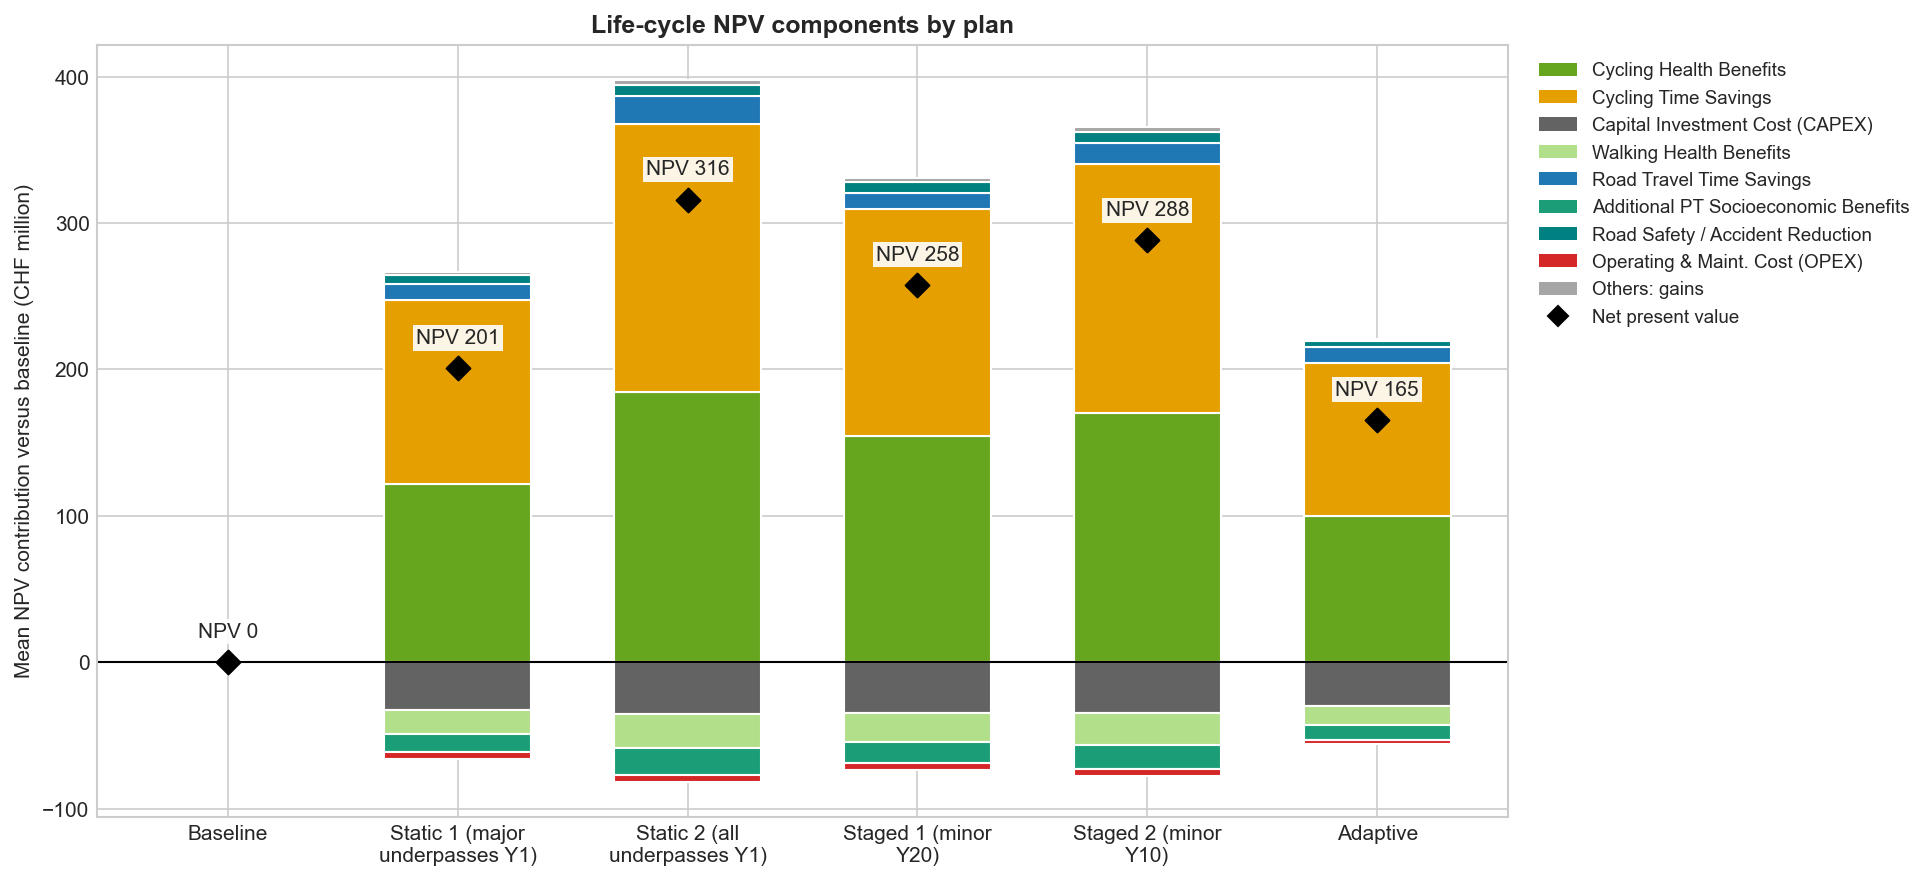 Life-cycle NPV components by plan
Mean NPV contribution versus baseline (CHF million)
400
300
200
100
0
−100
NPV 0
NPV 201
NPV 316
NPV 258
NPV 288
NPV 165
Baseline
Static 1 (major
underpasses Y1)
Static 2 (all
underpasses Y1)
Staged 1 (minor
Y20)
Staged 2 (minor
Y10)
Adaptive
Cycling Health Benefits
Cycling Time Savings
Capital Investment Cost (CAPEX)
Walking Health Benefits
Road Travel Time Savings
Additional PT Socioeconomic Benefits
Road Safety / Accident Reduction
Operating & Maint. Cost (OPEX)
Others: gains
Net present value